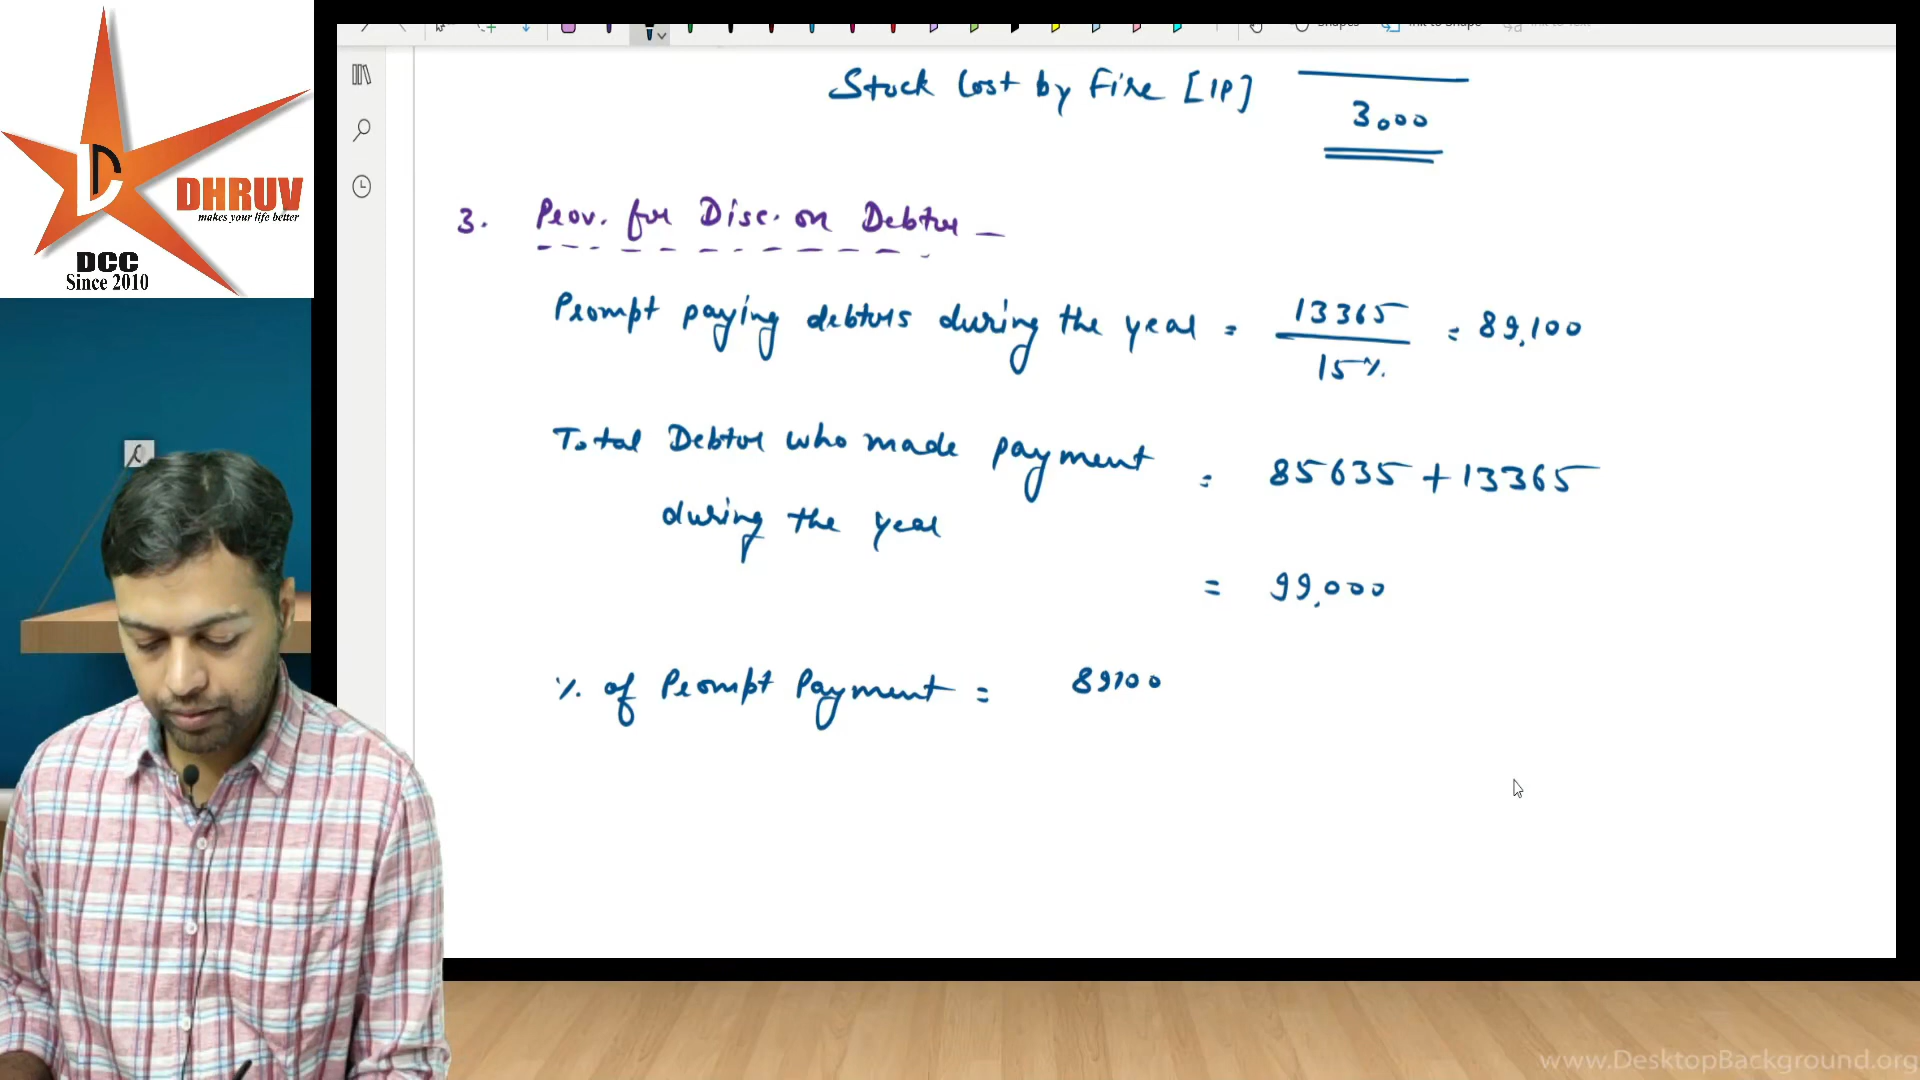 Stock Lost by Fire [IP]
3,000
3. Prov. for Disc. on Debtor -
Prompt paying debtors during the year = 13365 / 15% = 89,100
Total Debtor who made payment
during the year
= 85635 + 13365
= 99,000
% of Prompt Payment = 89100
DHRUV
makes your life better
DCC
Since 2010
www.DesktopBackground.org